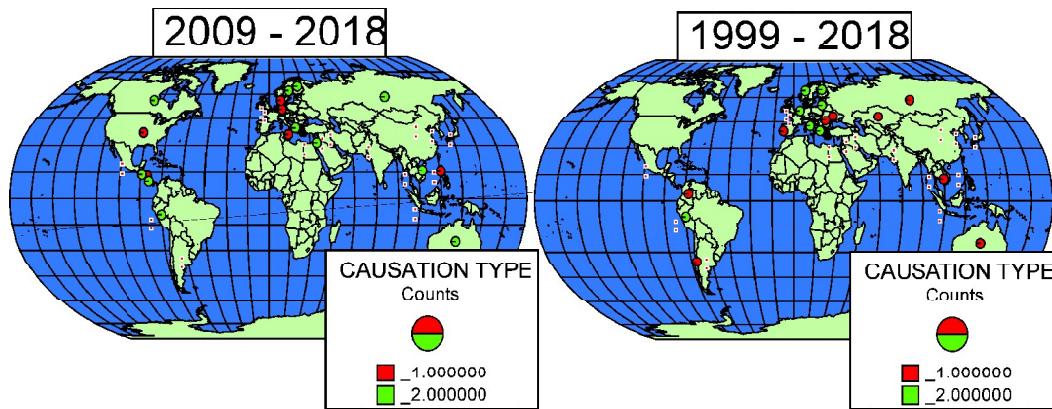 2009 - 2018
CAUSATION TYPE
Counts
_1.000000
_2.000000
1999 - 2018
CAUSATION TYPE
Counts
_1.000000
_2.000000